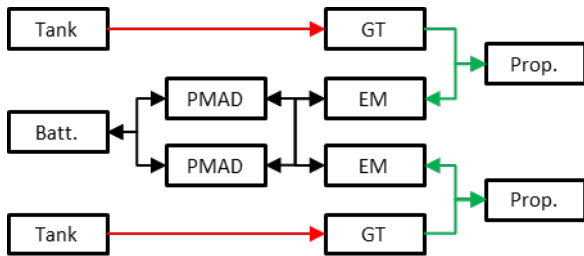 Tank
GT
Prop.
PMAD
EM
Batt.
PMAD
EM
Prop.
Tank
GT